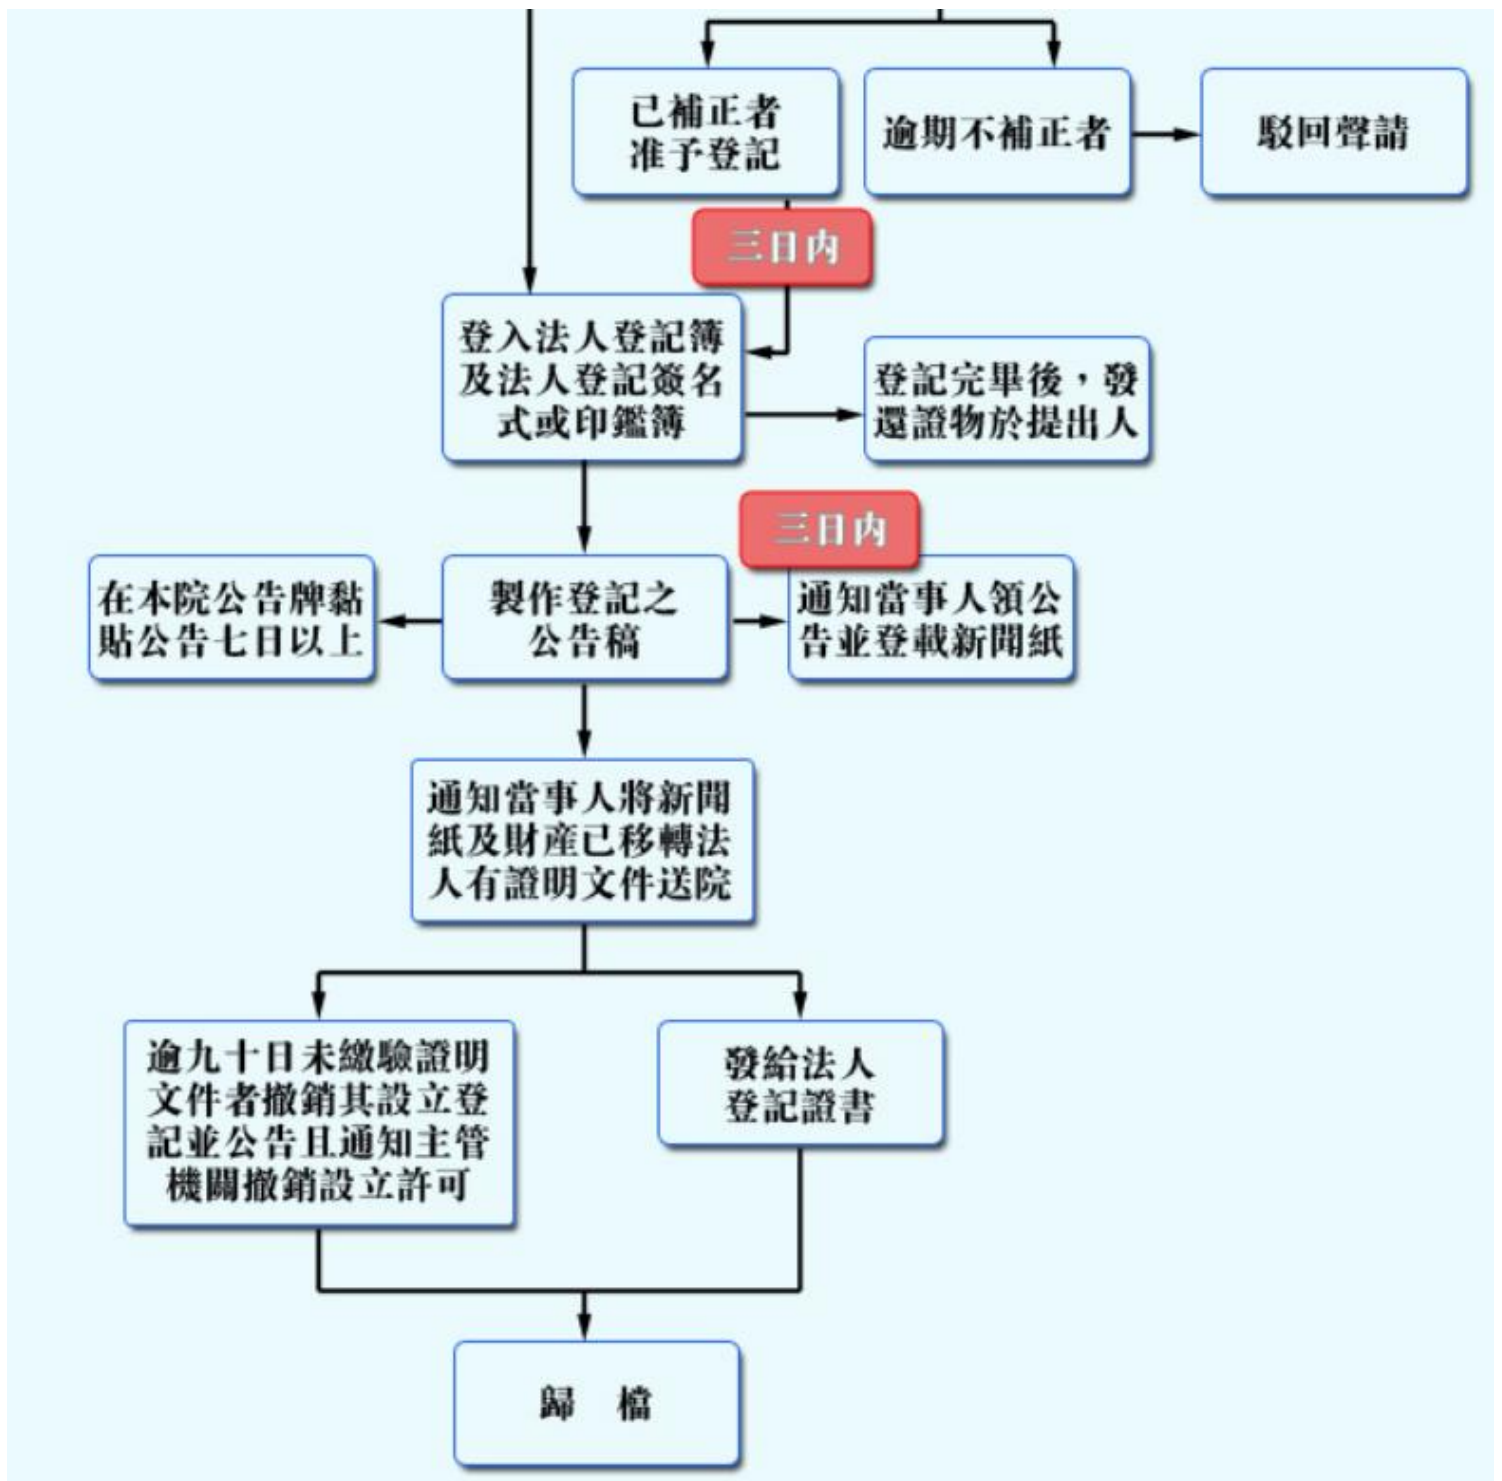 已補正者
准予登記
逾期不補正者
駁回聲請
三日内
登入法人登記簿
及法人登記簽名
式或印鑑簿
登記完畢後，發
還證物於提出人
三日内
在本院公告牌黏
貼公告七日以上
製作登記之
公告稿
通知當事人領公
告並登載新聞紙
通知當事人將新聞
紙及財產已移轉法
人有證明文件送院
逾九十日未繳驗證明
文件者撤銷其設立登
記並公告且通知主管
機關撤銷設立許可
發給法人
登記證書
歸　檔